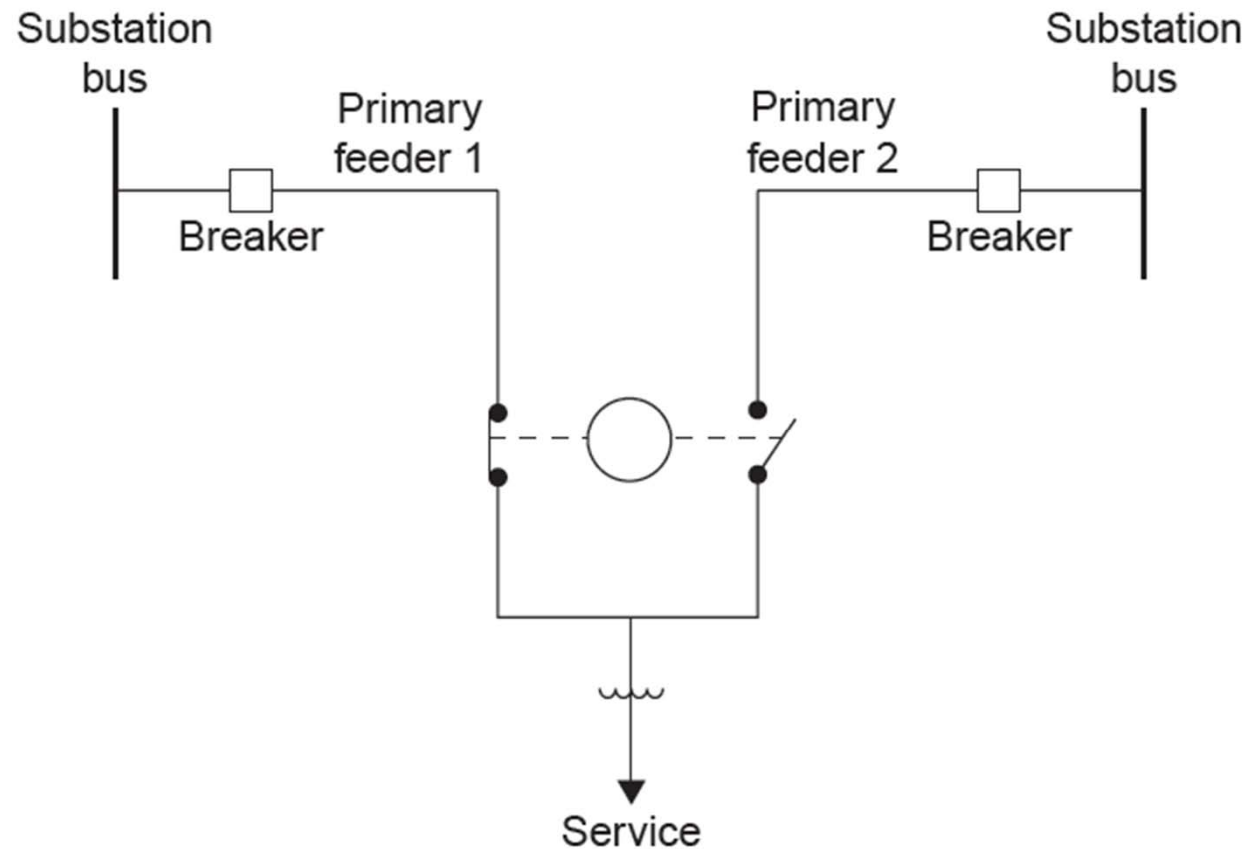 Substation
bus
Substation
bus
Primary
feeder 1
Primary
feeder 2
Breaker
Breaker
Service